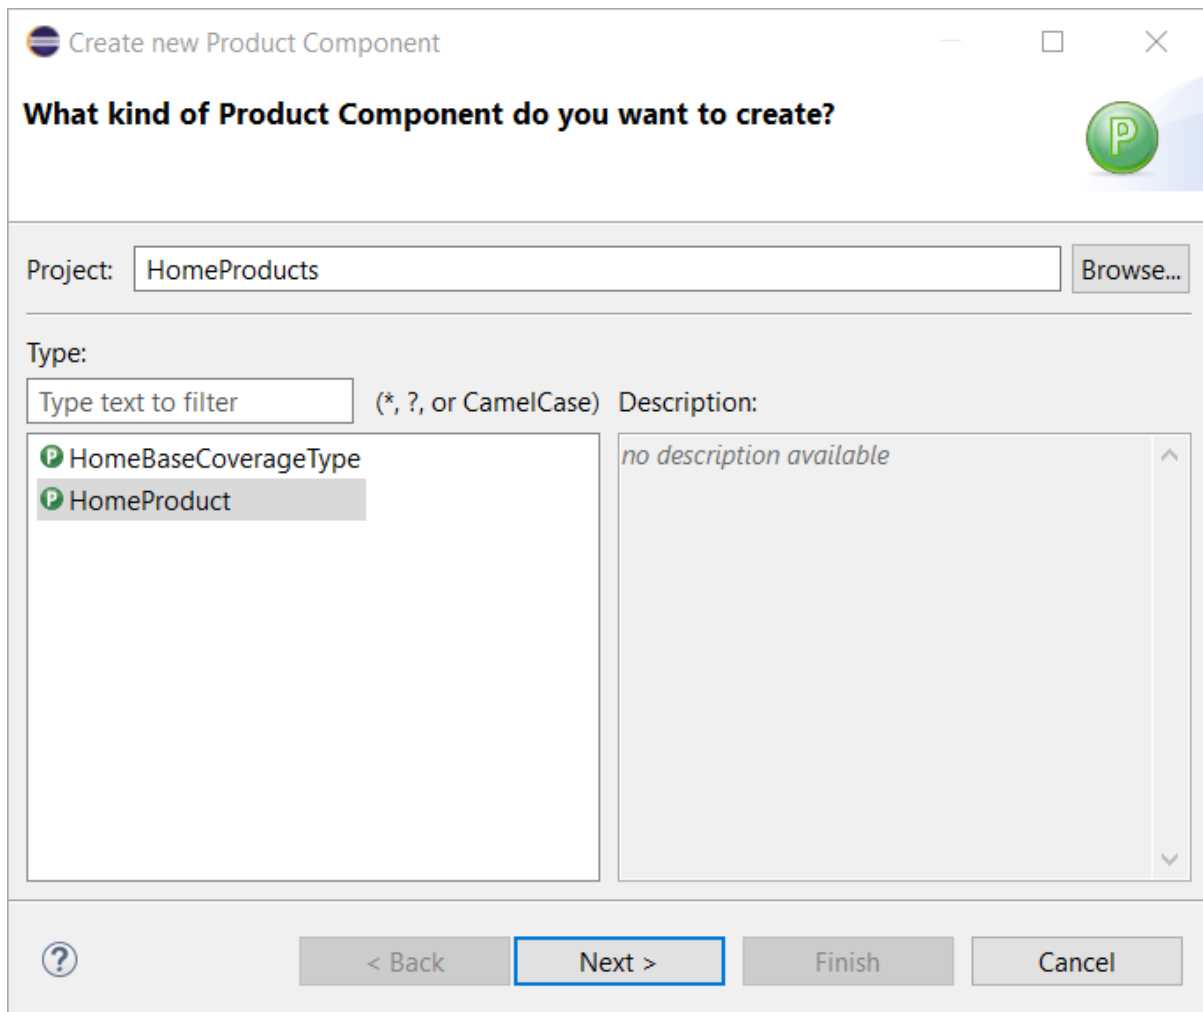 Create new Product Component
What kind of Product Component do you want to create?
P
Project: HomeProducts Browse...
Type:
Type text to filter (*, ?, or CamelCase) Description:
P HomeBaseCoverageType
no description available
P HomeProduct
?
< Back Next > Finish Cancel